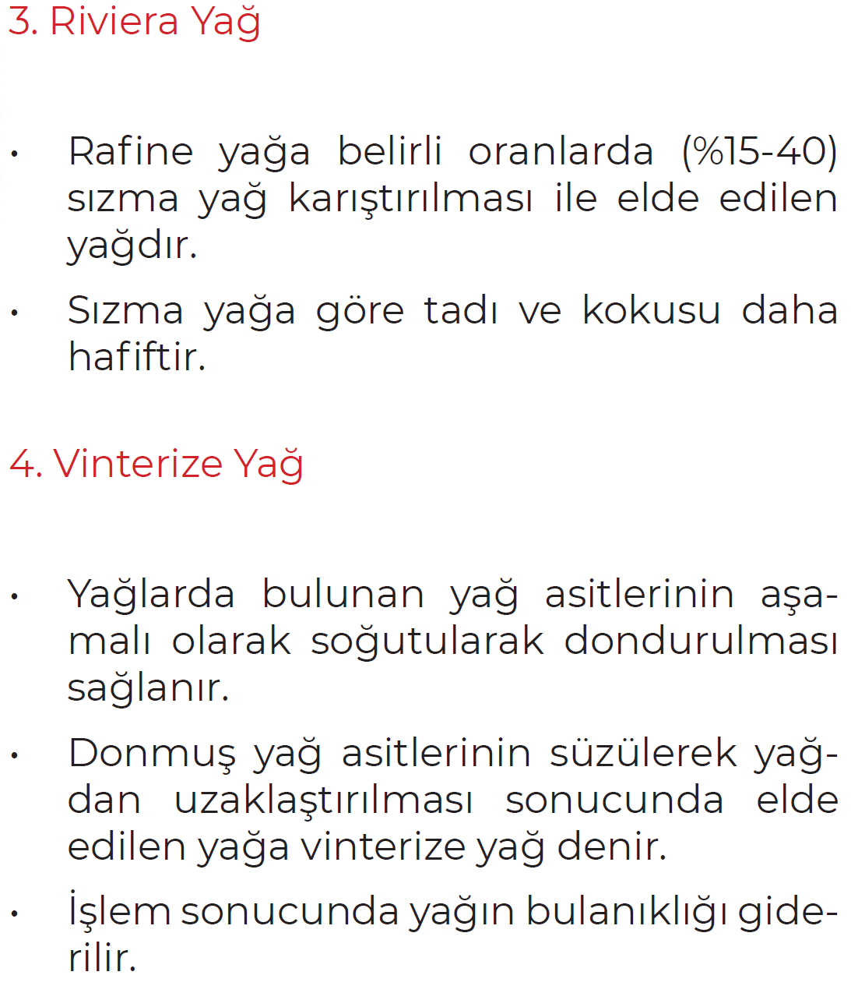 3. Riviera Yağ
• Rafine yağa belirli oranlarda (%15-40)
sızma yağ karıştırılması ile elde edilen
yağdır.
• Sızma yağa göre tadı ve kokusu daha
hafiftir.
4. Vinterize Yağ
• Yağlarda bulunan yağ asitlerinin aşa-
malı olarak soğutularak dondurulması
sağlanır.
• Donmuş yağ asitlerinin süzülerek yağ-
dan uzaklaştırılması sonucunda elde
edilen yağa vinterize yağ denir.
• İşlem sonucunda yağın bulanıklığı gide-
rilir.